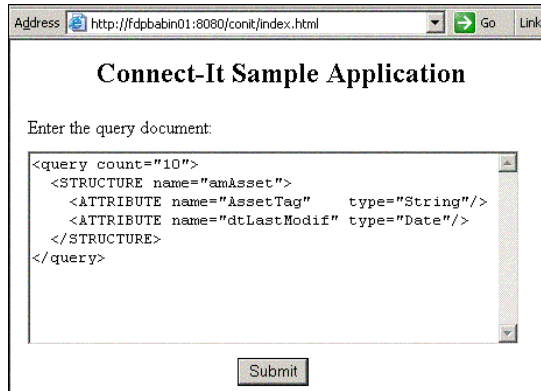 Address http://fdpbabin01:8080/conit/index.html Go Link
Connect-It Sample Application
Enter the query document:
<query count="10">
  <STRUCTURE name="amAsset">
    <ATTRIBUTE name="AssetTag"    type="String"/>
    <ATTRIBUTE name="dtLastModif" type="Date"/>
  </STRUCTURE>
</query>
Submit